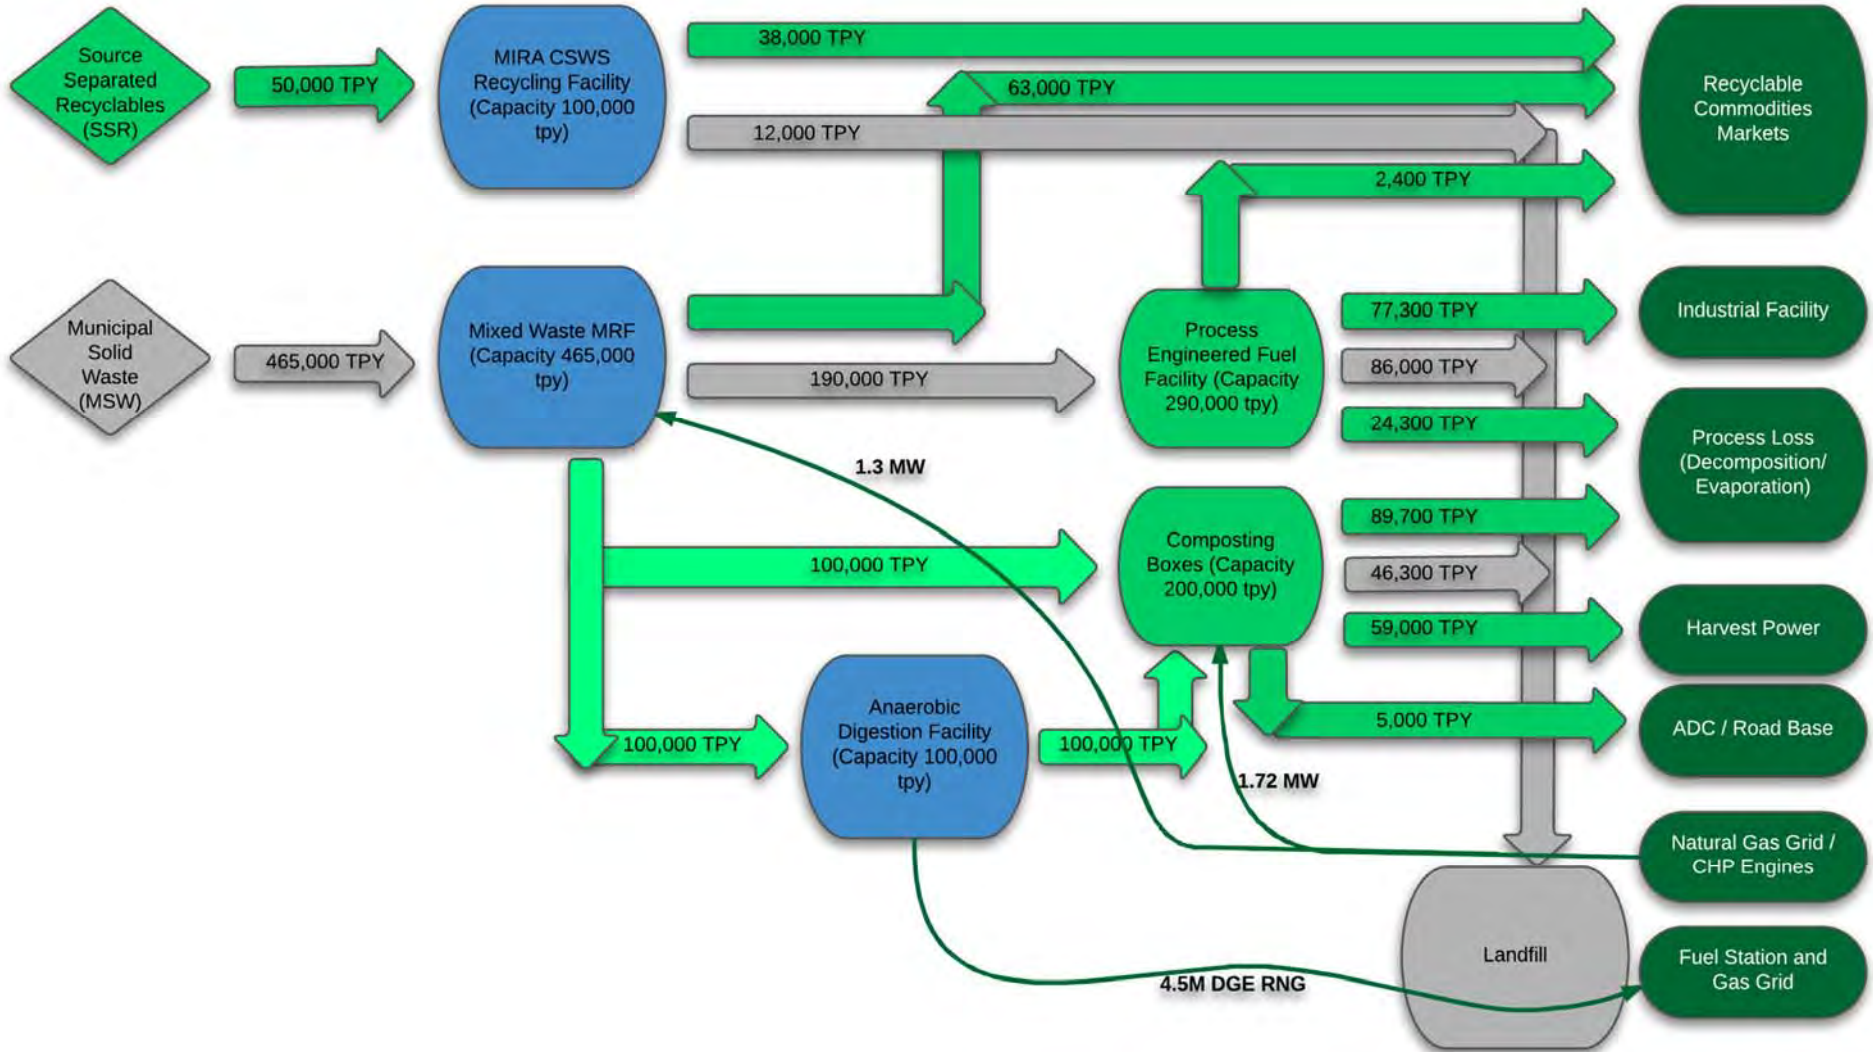 Source
Separated
Recyclables
(SSR)
50,000 TPY
MIRA CSWS
Recycling Facility
(Capacity 100,000
tpy)
38,000 TPY
63,000 TPY
12,000 TPY
2,400 TPY
Recyclable
Commodities
Markets
Municipal
Solid
Waste
(MSW)
465,000 TPY
Mixed Waste MRF
(Capacity 465,000
tpy)
190,000 TPY
Process
Engineered Fuel
Facility (Capacity
290,000 tpy)
77,300 TPY
86,000 TPY
24,300 TPY
Industrial Facility
Process Loss
(Decomposition/
Evaporation)
1.3 MW
100,000 TPY
Composting
Boxes (Capacity
200,000 tpy)
89,700 TPY
46,300 TPY
59,000 TPY
Harvest Power
100,000 TPY
Anaerobic
Digestion Facility
(Capacity 100,000
tpy)
100,000 TPY
5,000 TPY
ADC / Road Base
1.72 MW
Natural Gas Grid /
CHP Engines
Landfill
4.5M DGE RNG
Fuel Station and
Gas Grid